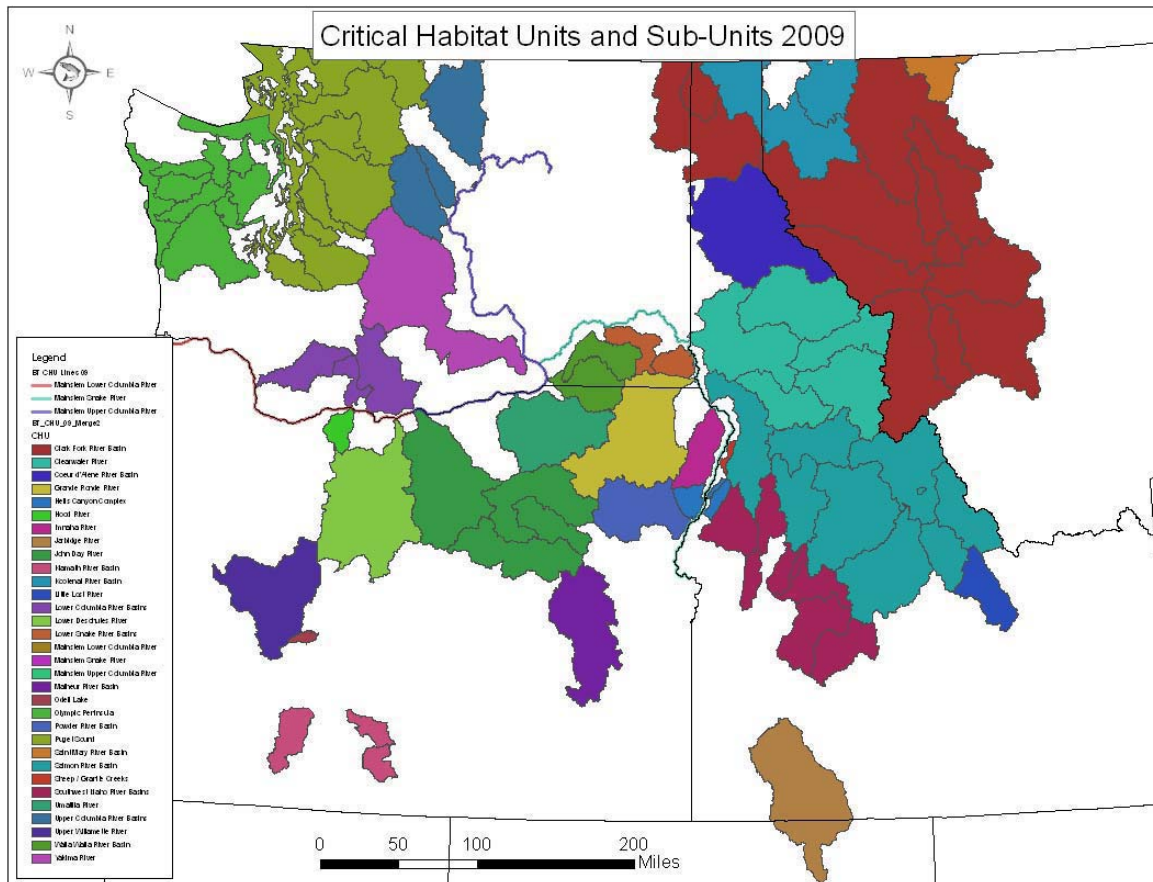 Critical Habitat Units and Sub-Units 2009
N
W
E
S
Legend
BT_CHU_Lines_09
Mainstem Lower Columbia River
Mainstem Snake River
Mainstem Upper Columbia River
BT_CHU_09_Merge2
CHU
Clark Fork River Basin
Clearwater River
Coeur d'Alene River Basin
Grande Ronde River
Hells Canyon Complex
Hood River
Imnaha River
Jarbidge River
John Day River
Klamath River Basin
Kootenai River Basin
Little Lost River
Lower Columbia River Basins
Lower Deschutes River
Lower Snake River Basins
Mainstem Lower Columbia River
Mainstem Snake River
Mainstem Upper Columbia River
Malheur River Basin
Odell Lake
Olympic Peninsula
Powder River Basin
Puget Sound
Saint Mary River Basin
Salmon River Basin
Sheep / Granite Creeks
Southwest Idaho River Basins
Umatilla River
Upper Columbia River Basins
Upper Willamette River
Walla Walla River Basin
Yakima River
0 50 100 200
Miles